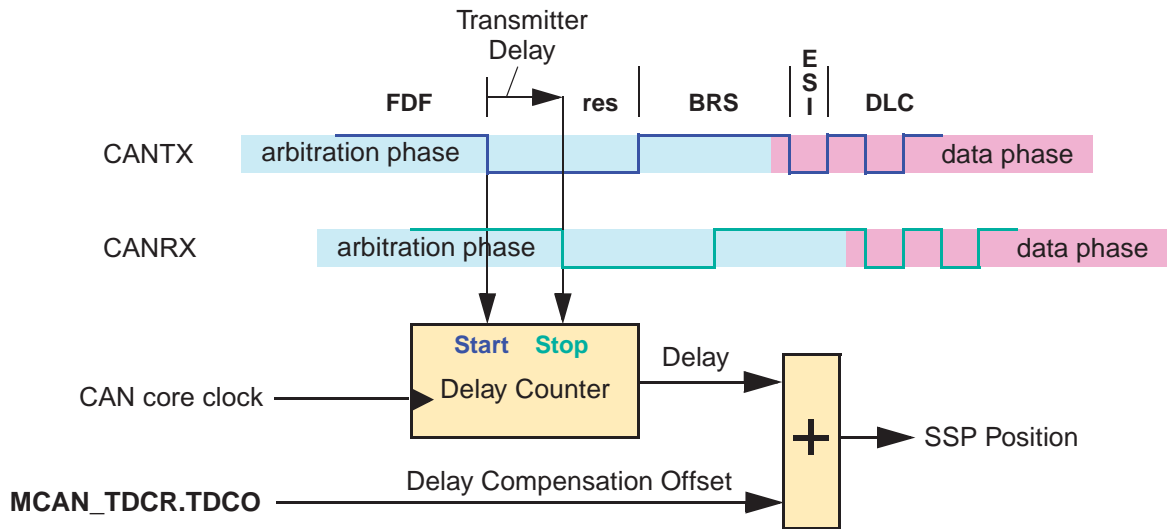 Transmitter
Delay
FDF
res
BRS
ESI
DLC
CANTX
arbitration phase
data phase
CANRX
arbitration phase
data phase
Start
Stop
Delay Counter
CAN core clock
Delay
+
SSP Position
MCAN_TDCR.TDCO
Delay Compensation Offset